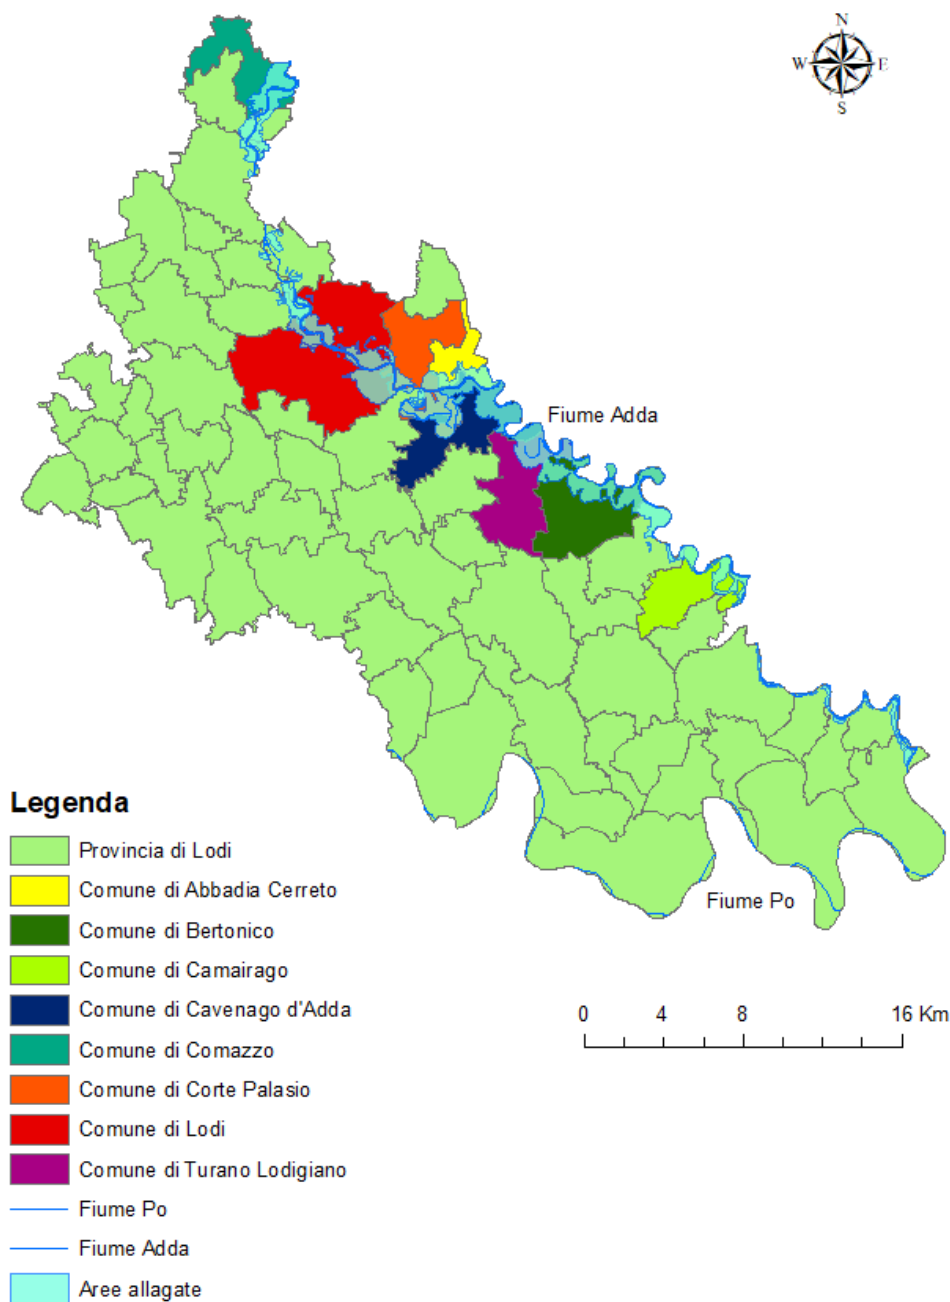 N
W E
S
Fiume Adda
Fiume Po
Legenda
Provincia di Lodi
Comune di Abbadia Cerreto
Comune di Bertonico
Comune di Camairago
Comune di Cavenago d'Adda
Comune di Comazzo
Comune di Corte Palasio
Comune di Lodi
Comune di Turano Lodigiano
Fiume Po
Fiume Adda
Aree allagate
0 4 8 16 Km